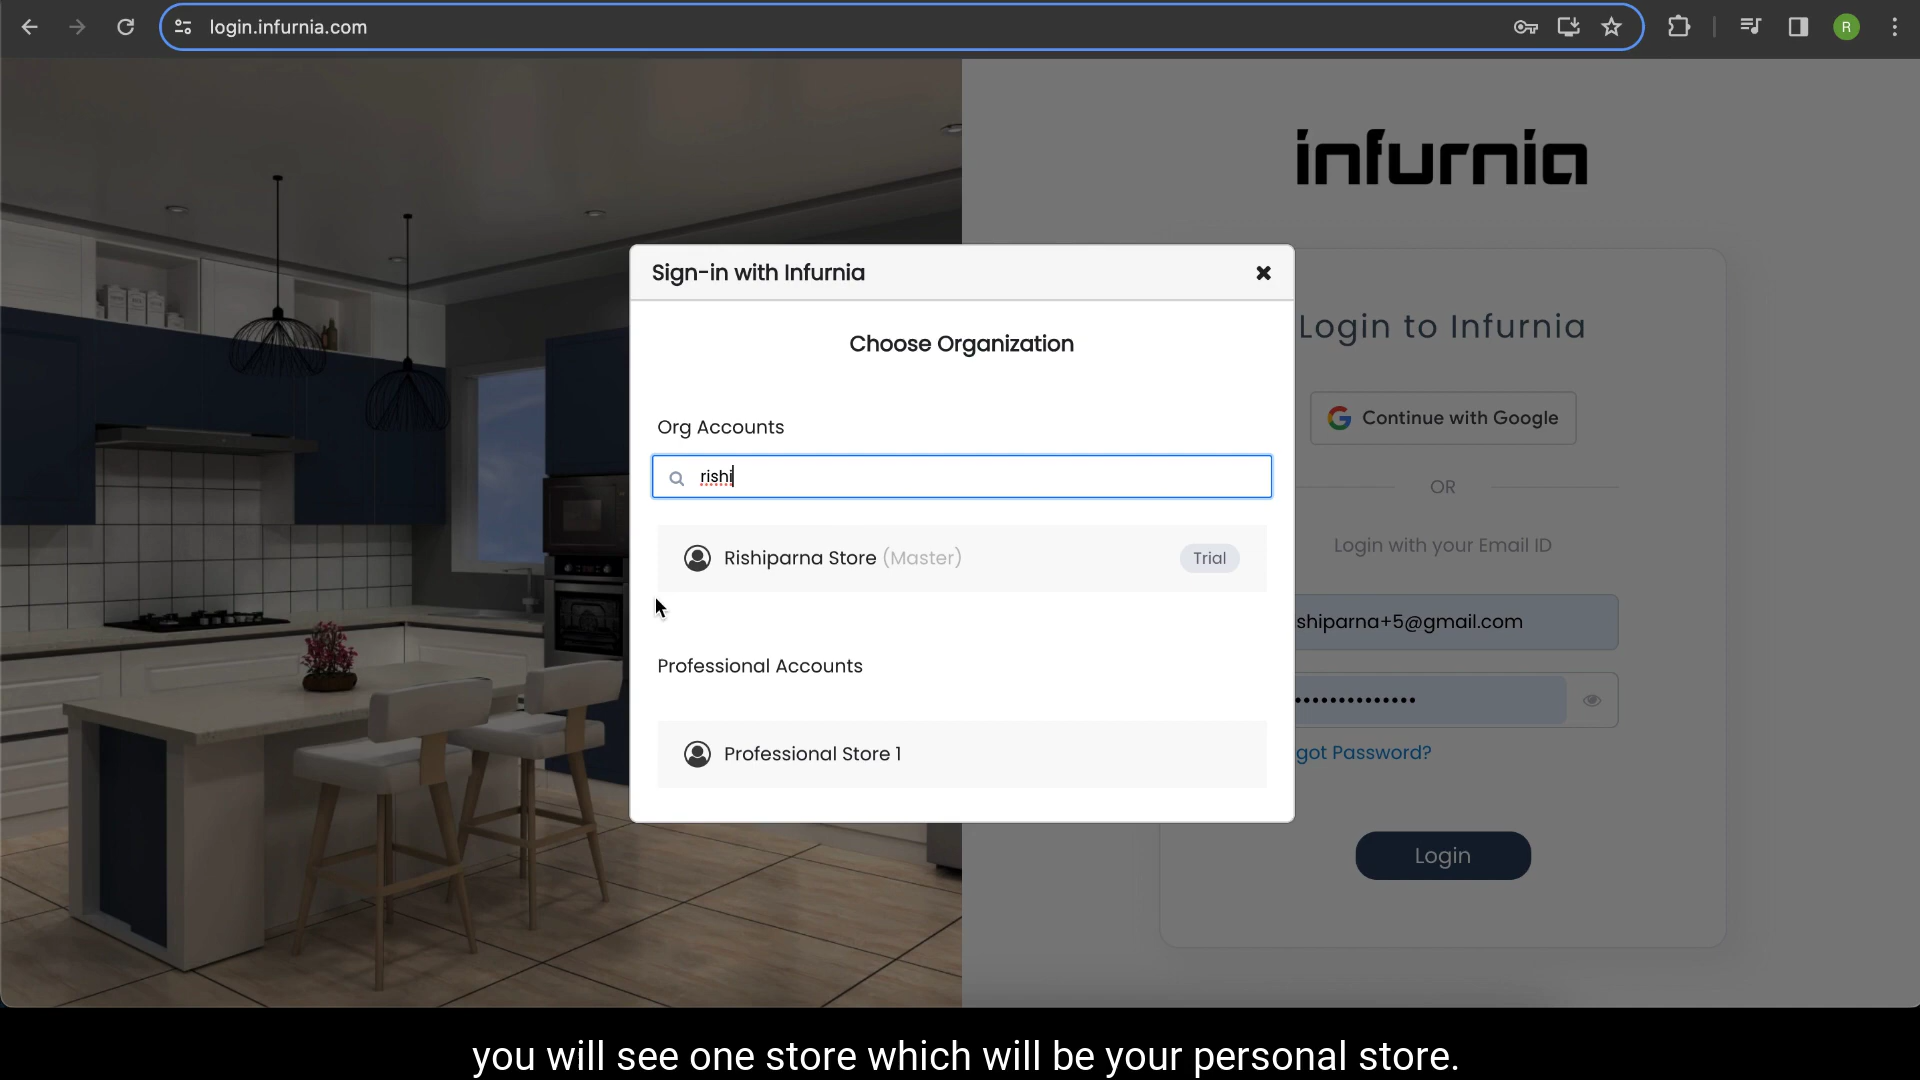 login.infurnia.com
R
infurnia
Sign-in with Infurnia
Choose Organization
Org Accounts
rishi
Rishiparna Store (Master)
Trial
Professional Accounts
Professional Store 1
Login to Infurnia
Continue with Google
OR
Login with your Email ID
shiparna+5@gmail.com
••••••••••••••
got Password?
Login
you will see one store which will be your personal store.